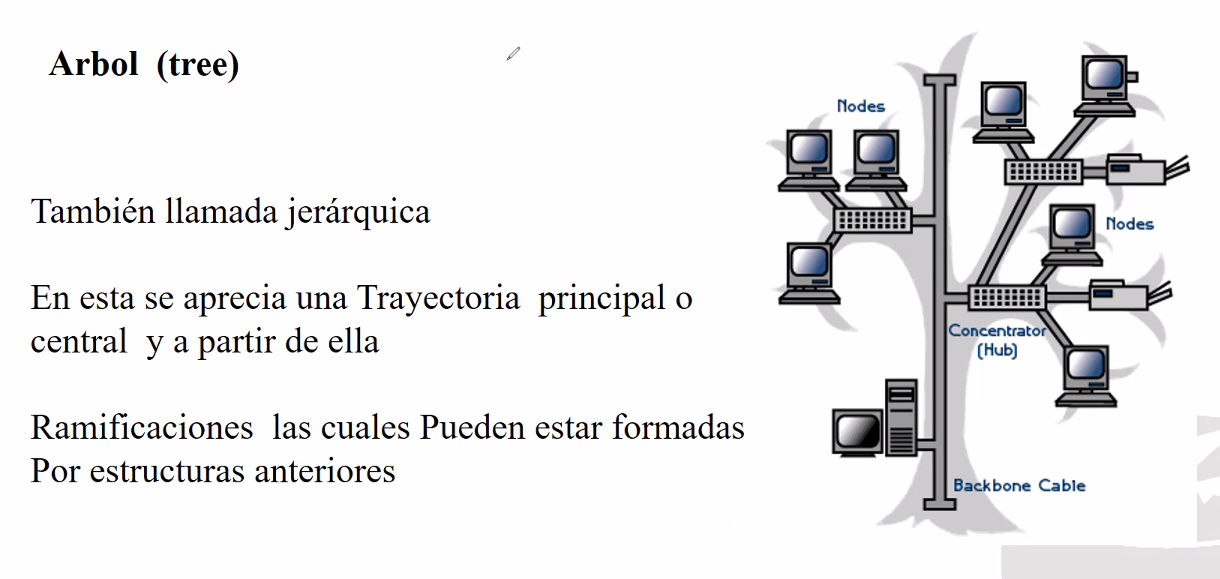 Arbol (tree)
También llamada jerárquica
En esta se aprecia una Trayectoria principal o
central y a partir de ella
Ramificaciones las cuales Pueden estar formadas
Por estructuras anteriores
Nodes
Nodes
Concentrator
(Hub)
Backbone Cable